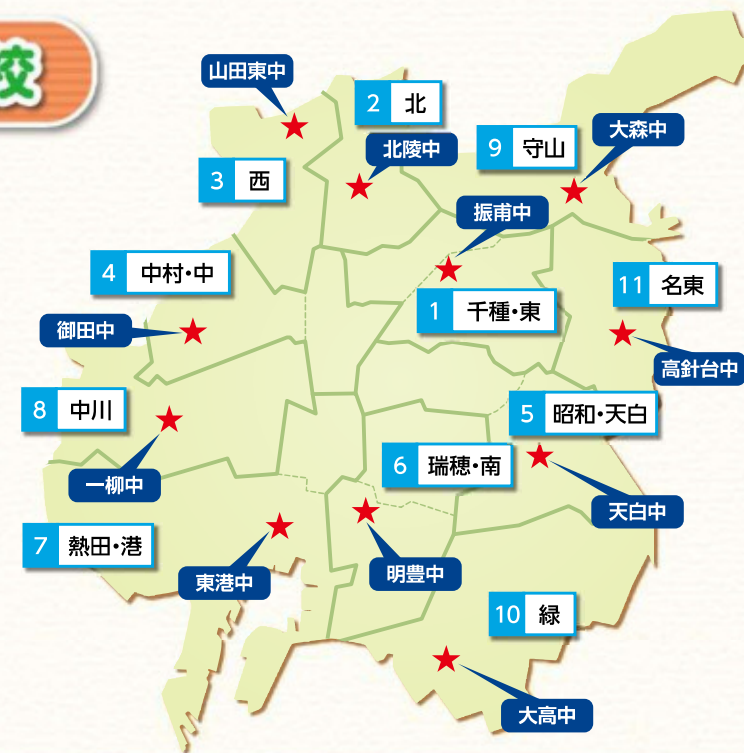 校
山田東中
2 北
北陵中
9 守山
大森中
3 西
振甫中
4 中村・中
11 名東
1 千種・東
御田中
高針台中
8 中川
5 昭和・天白
6 瑞穂・南
一柳中
天白中
7 熱田・港
東港中
明豊中
10 緑
大高中